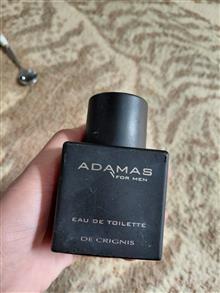 ADAMAS
FOR MEN
EAU DE TOILETTE
DE CRIGNIS